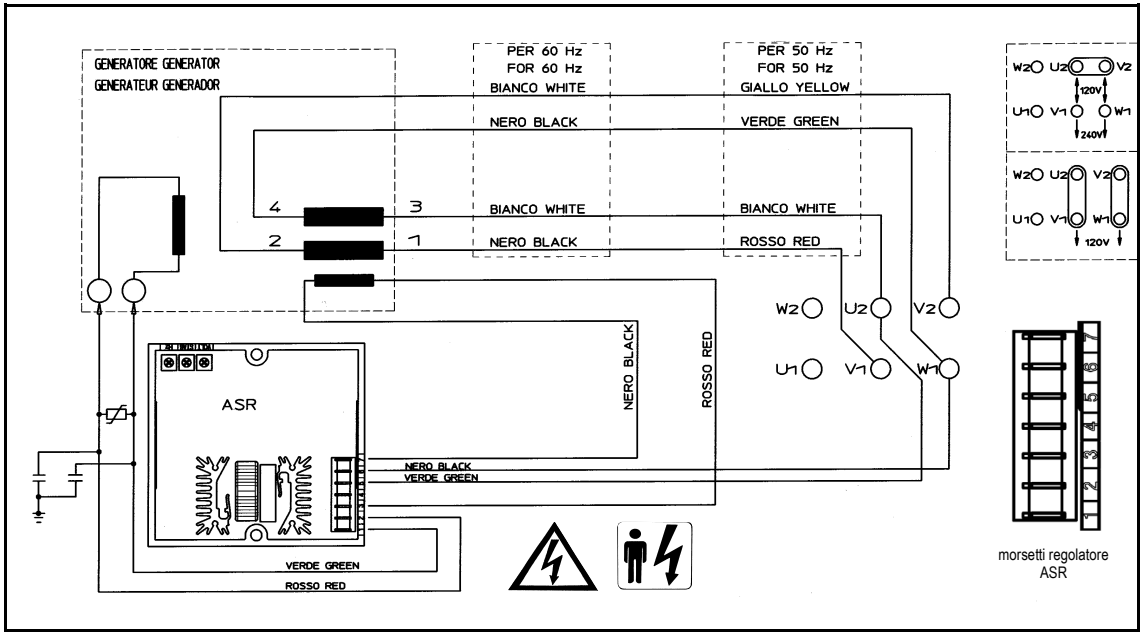 GENERATORE GENERATOR
GENERATEUR GENERADOR
PER 60 Hz
FOR 60 Hz
BIANCO WHITE
NERO BLACK
BIANCO WHITE
NERO BLACK
PER 50 Hz
FOR 50 Hz
GIALLO YELLOW
VERDE GREEN
BIANCO WHITE
ROSSO RED
4
3
2
1
W2 U2 V2
120V
U1 V1 W1
240V
W2 U2 V2
U1 V1 W1
120V
W2 U2 V2
U1 V1 W1
NERO BLACK
ROSSO RED
ASR
NERO BLACK
VERDE GREEN
VERDE GREEN
ROSSO RED
7
6
5
4
3
2
1
morsetti regolatore
ASR